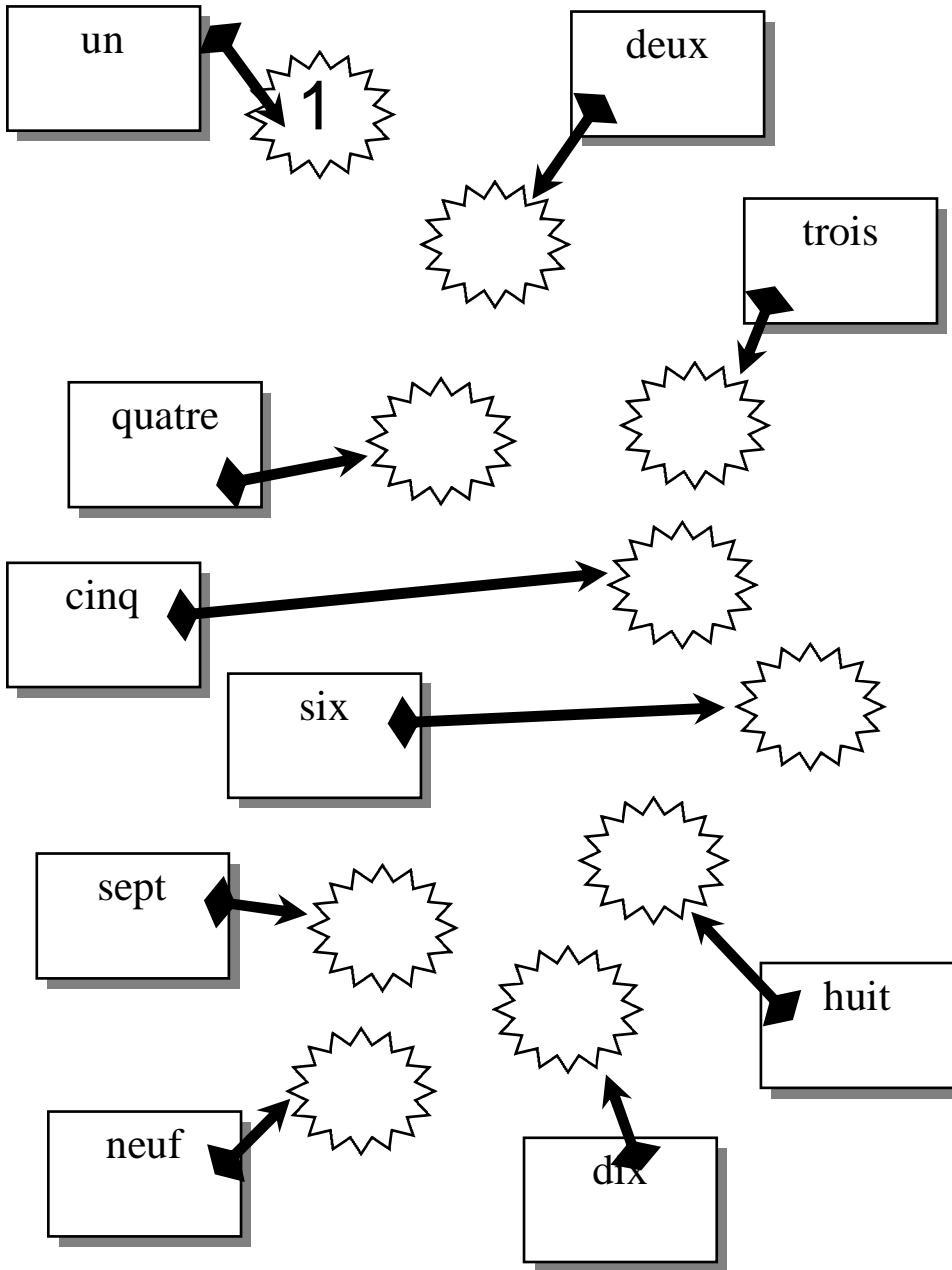 un
1
deux
trois
quatre
cinq
six
sept
huit
neuf
dix